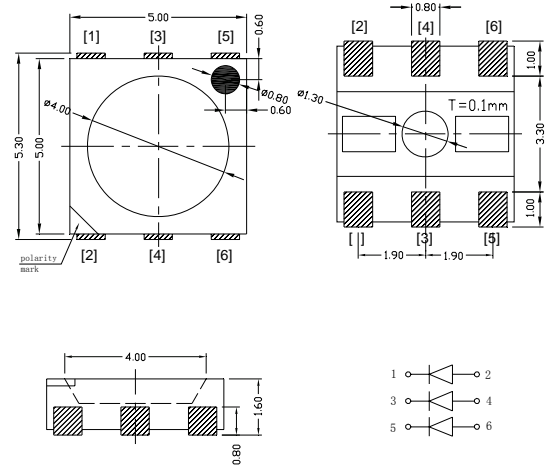 5.00
[1] [3] [5]
0.60
ø0.80
0.60
ø4.00
5.30
5.00
polarity
mark
[2] [4] [6]
0.80
[2] [4] [6]
1.00
ø1.30
T=0.1mm
3.30
1.00
[ ] [3] [5]
1.90 1.90
4.00
1.60
0.80
1 2
3 4
5 6